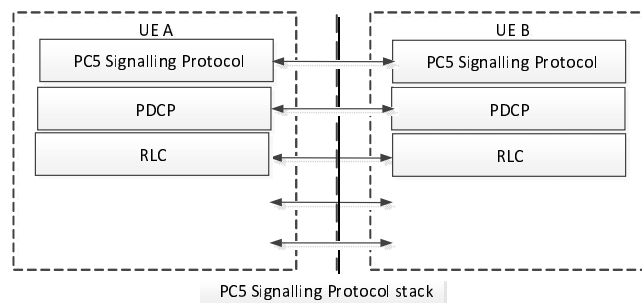 UE A
UE B
PC5 Signalling Protocol
PC5 Signalling Protocol
PDCP
PDCP
RLC
RLC
PC5 Signalling Protocol stack